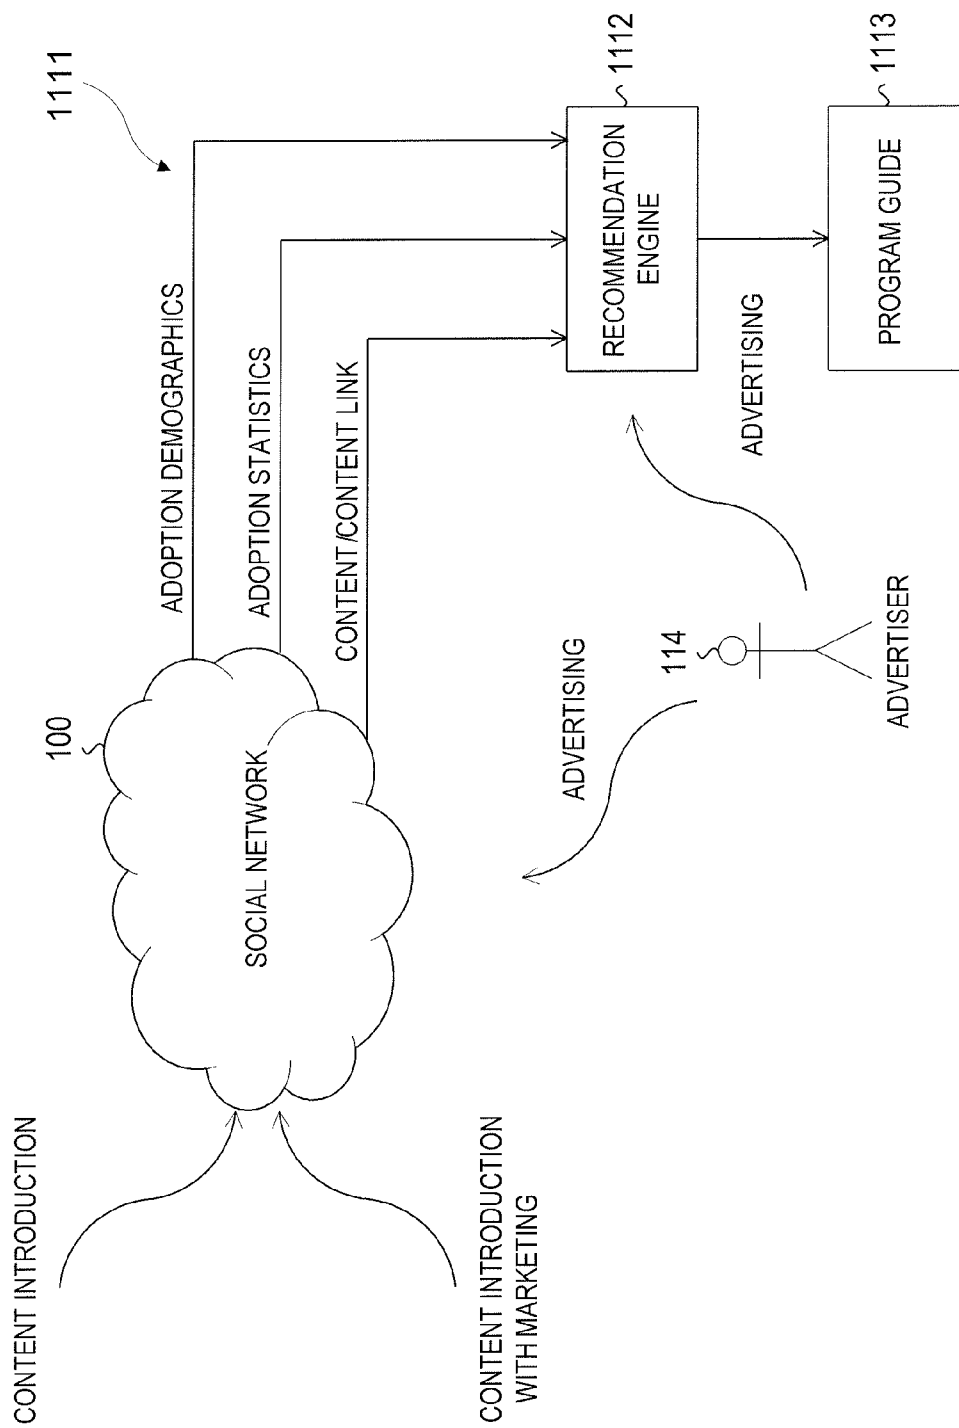 1111
CONTENT INTRODUCTION
100
ADOPTION DEMOGRAPHICS
ADOPTION STATISTICS
SOCIAL NETWORK
CONTENT/CONTENT LINK
CONTENT INTRODUCTION
WITH MARKETING
ADVERTISING
RECOMMENDATION
ENGINE
1112
114
ADVERTISER
ADVERTISING
PROGRAM GUIDE
1113